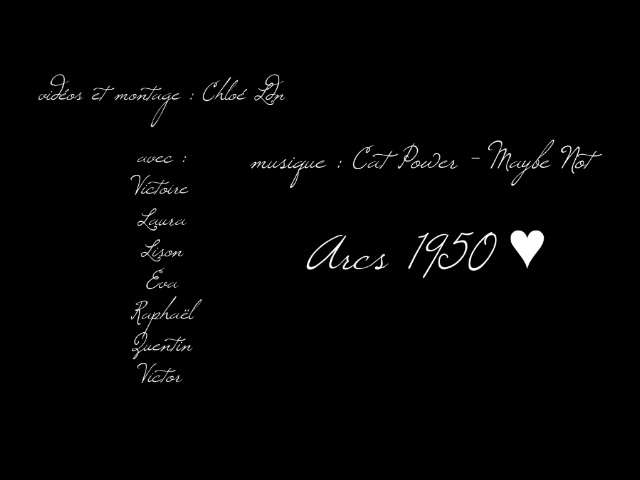 vidéos et montage : Chloé Ldn
avec :
Victoire
Laura
Lison
Eva
Raphaël
Quentin
Victor
musique : Cat Power - Maybe Not
Arcs 1950 ♥